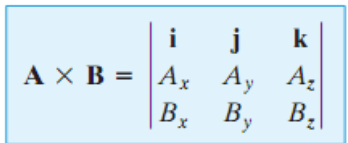 i j k
A × B = | A_x A_y A_z |
B_x B_y B_z